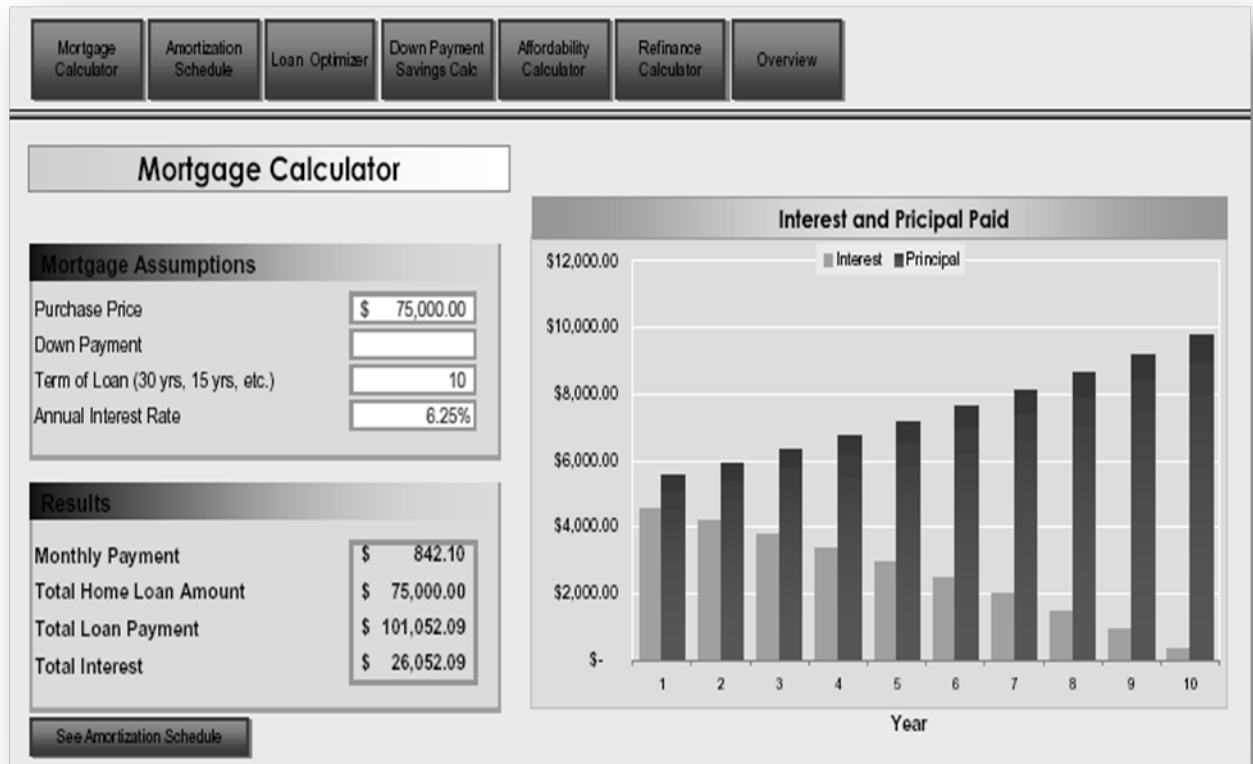 Mortgage
Calculator
Amortization
Schedule
Loan Optimizer
Down Payment
Savings Calc
Affordability
Calculator
Refinance
Calculator
Overview
Mortgage Calculator
Mortgage Assumptions
Purchase Price $ 75,000.00
Down Payment
Term of Loan (30 yrs, 15 yrs, etc.) 10
Annual Interest Rate 6.25%
Results
Monthly Payment $ 842.10
Total Home Loan Amount $ 75,000.00
Total Loan Payment $ 101,052.09
Total Interest $ 26,052.09
See Amortization Schedule
Interest and Pricipal Paid
Interest Principal
$12,000.00
$10,000.00
$8,000.00
$6,000.00
$4,000.00
$2,000.00
$-
1 2 3 4 5 6 7 8 9 10
Year